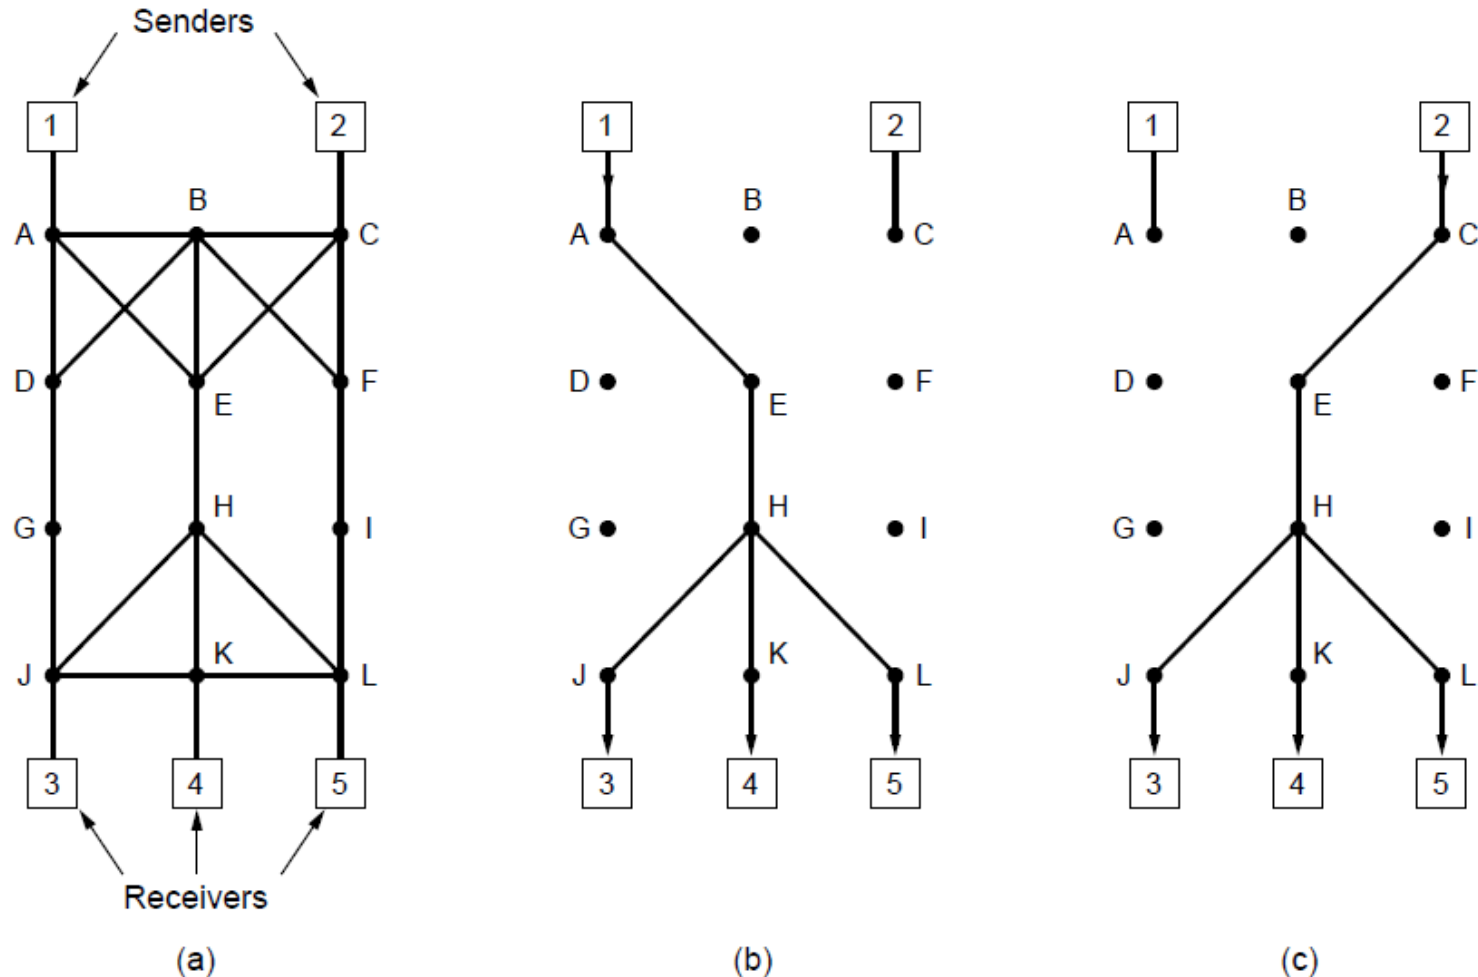 Senders
1 2 1 2 1 2
B B B
A C A C A C
D F D F D F
E E E
H H H
G I G I G I
K K K
J L J L J L
3 4 5 3 4 5 3 4 5
Receivers
(a) (b) (c)